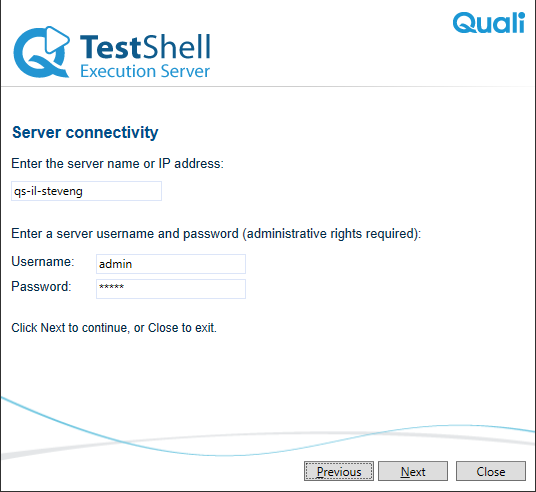 Quali
TestShell
Execution Server
Server connectivity
Enter the server name or IP address:
qs-il-steveng
Enter a server username and password (administrative rights required):
Username: admin
Password: *****
Click Next to continue, or Close to exit.
Previous Next Close